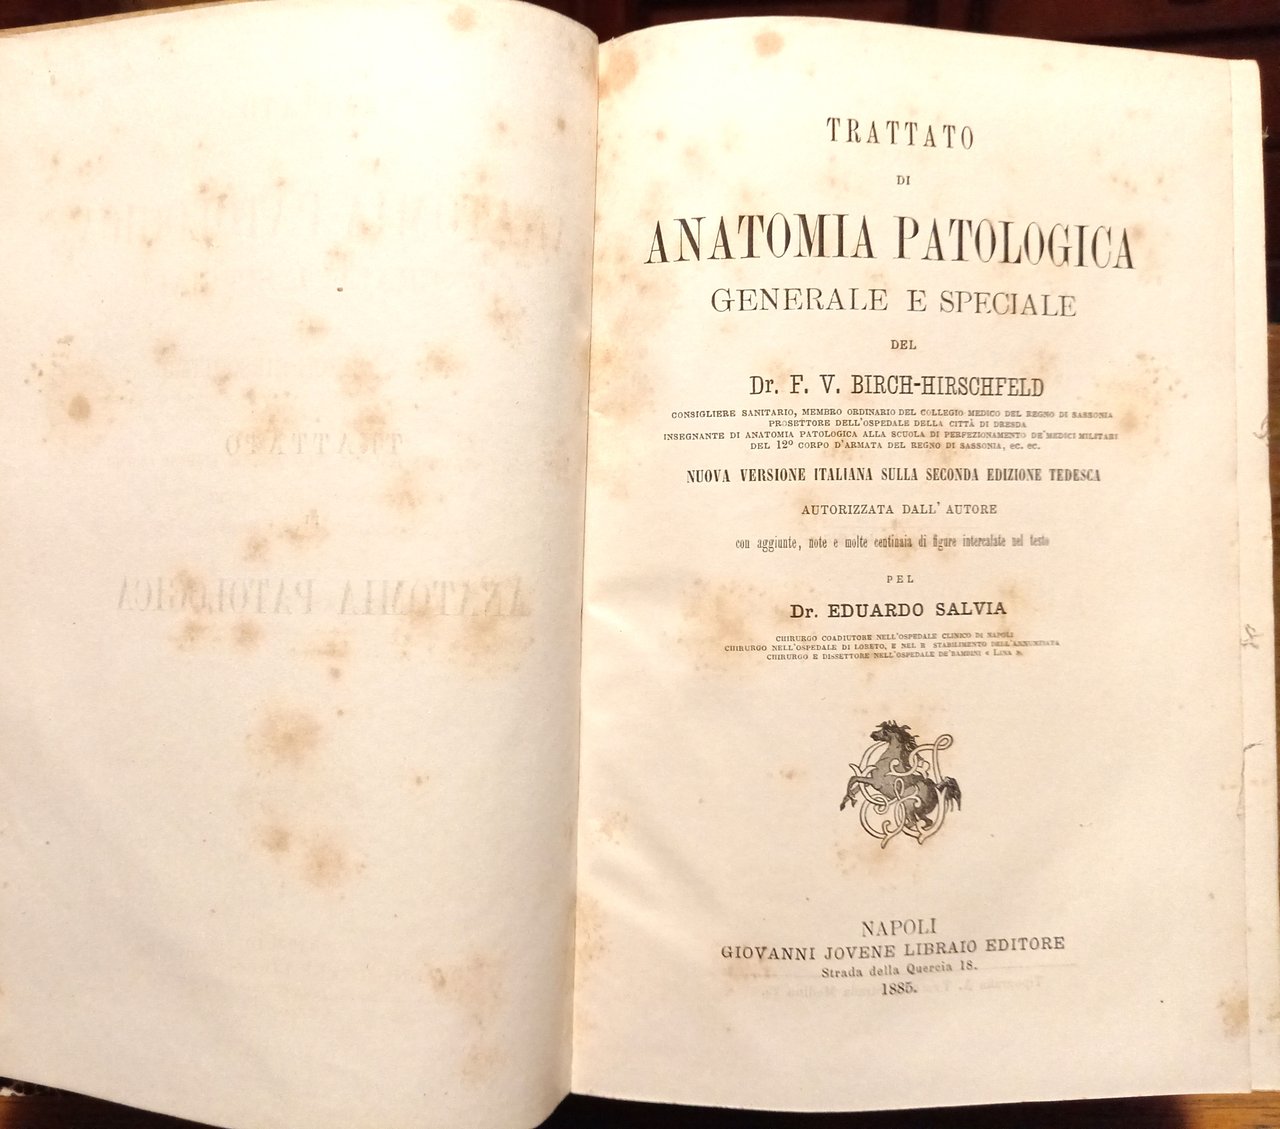 TRATTATO
DI
ANATOMIA PATOLOGICA
GENERALE E SPECIALE
DEL
Dr. F. V. BIRCH-HIRSCHFELD
CONSIGLIERE SANITARIO, MEMBRO ORDINARIO DEL COLLEGIO MEDICO DEL REGNO DI SASSONIA
PROSETTORE DELL'OSPEDALE DELLA CITTÀ DI DRESDA
INSEGNANTE DI ANATOMIA PATOLOGICA ALLA SCUOLA DI PERFEZIONAMENTO DE'MEDICI MILITARI
DEL 12º CORPO D'ARMATA DEL REGNO DI SASSONIA, EC. EC.
NUOVA VERSIONE ITALIANA SULLA SECONDA EDIZIONE TEDESCA
AUTORIZZATA DALL' AUTORE
con aggiunte, note e molte centinaia di figure intercalate nel testo
PEL
Dr. EDUARDO SALVIA
CHIRURGO COADIUTORE NELL'OSPEDALE CLINICO DI NAPOLI
CHIRURGO NELL'OSPEDALE DI LORETO, E NEL R STABILIMENTO DELL'ANNUNZIATA
CHIRURGO E DISSETTORE NELL'OSPEDALE DE'BAMBINI « LINA ».
NAPOLI
GIOVANNI JOVENE LIBRAIO EDITORE
Strada della Quercia 18.
1885.